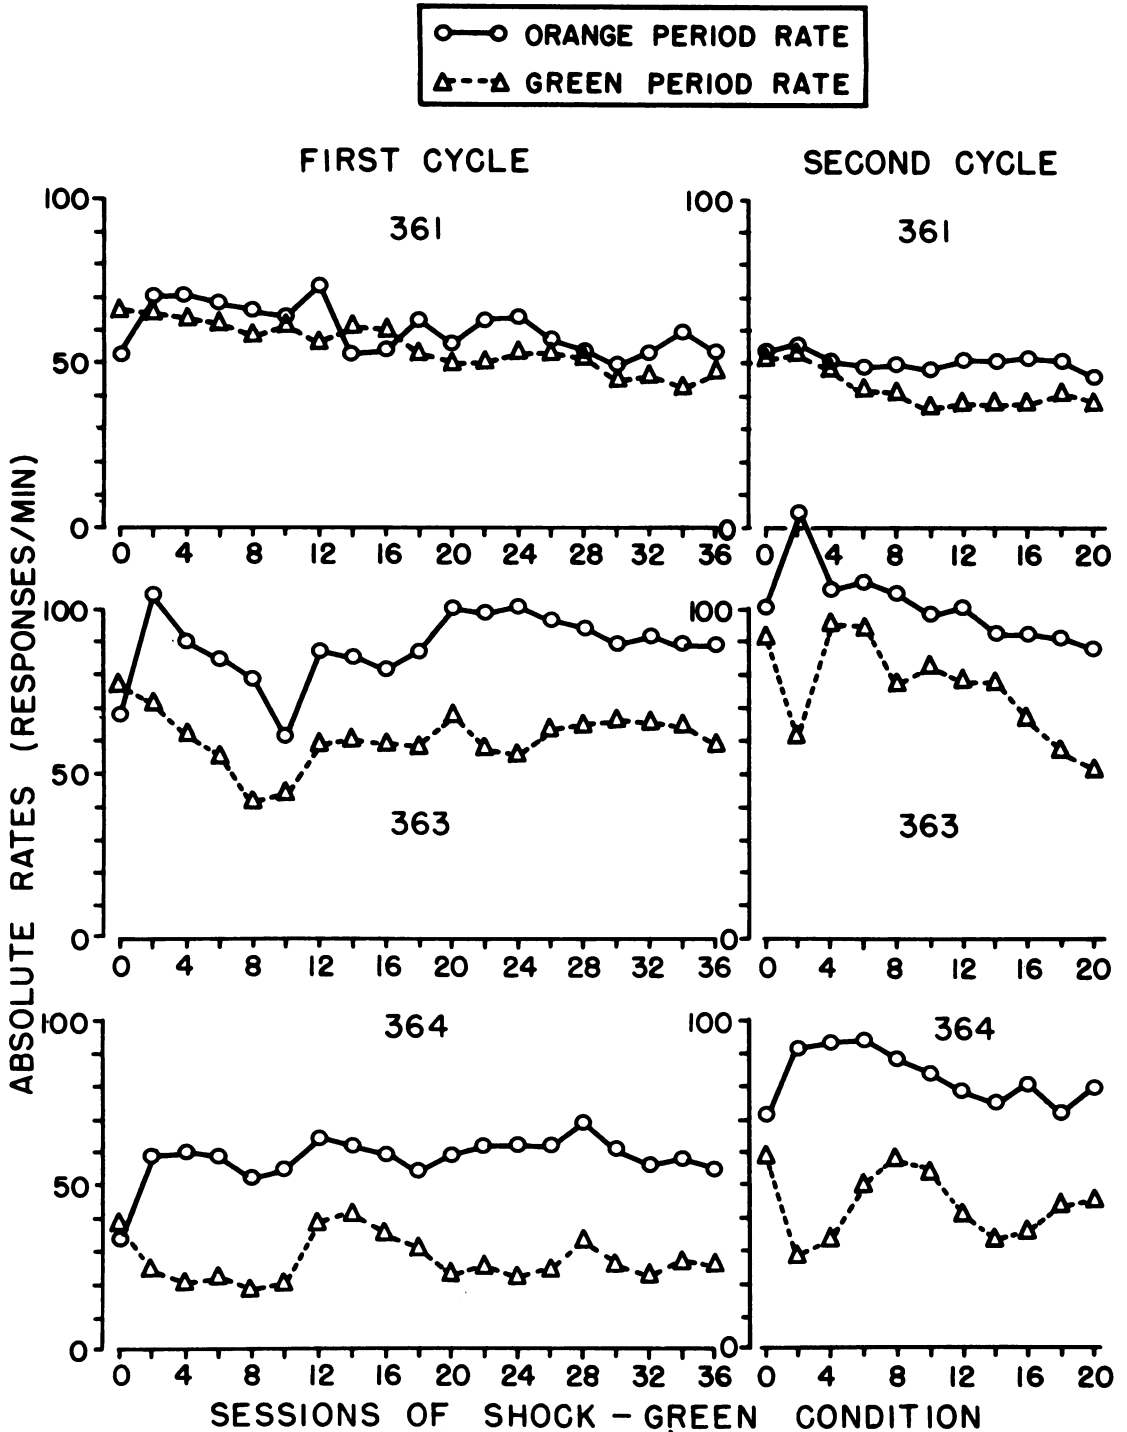 ORANGE PERIOD RATE
GREEN PERIOD RATE
FIRST CYCLE
SECOND CYCLE
ABSOLUTE RATES (RESPONSES/MIN)
361
100
50
0
0 4 8 12 16 20 24 28 32 36
361
100
50
0
0 4 8 12 16 20
363
100
50
0
0 4 8 12 16 20 24 28 32 36
363
100
50
0
0 4 8 12 16 20
364
100
50
0
0 4 8 12 16 20 24 28 32 36
364
100
50
0
0 4 8 12 16 20
SESSIONS OF SHOCK - GREEN CONDITION